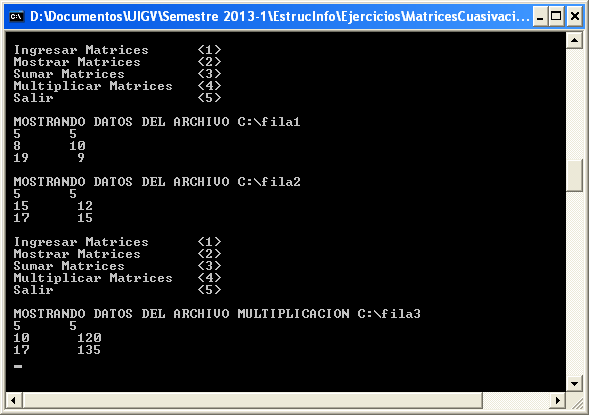 D:\Documentos\UIGV\Semestre 2013-1\EstrucInfo\Ejercicios\MatricesCuasivaci...
Ingresar Matrices <1>
Mostrar Matrices <2>
Sumar Matrices <3>
Multiplicar Matrices <4>
Salir <5>
MOSTRANDO DATOS DEL ARCHIVO C:\fila1
5 5
8 10
19 9
MOSTRANDO DATOS DEL ARCHIVO C:\fila2
5 5
15 12
17 15
Ingresar Matrices <1>
Mostrar Matrices <2>
Sumar Matrices <3>
Multiplicar Matrices <4>
Salir <5>
MOSTRANDO DATOS DEL ARCHIVO MULTIPLICACION C:\fila3
5 5
10 120
17 135